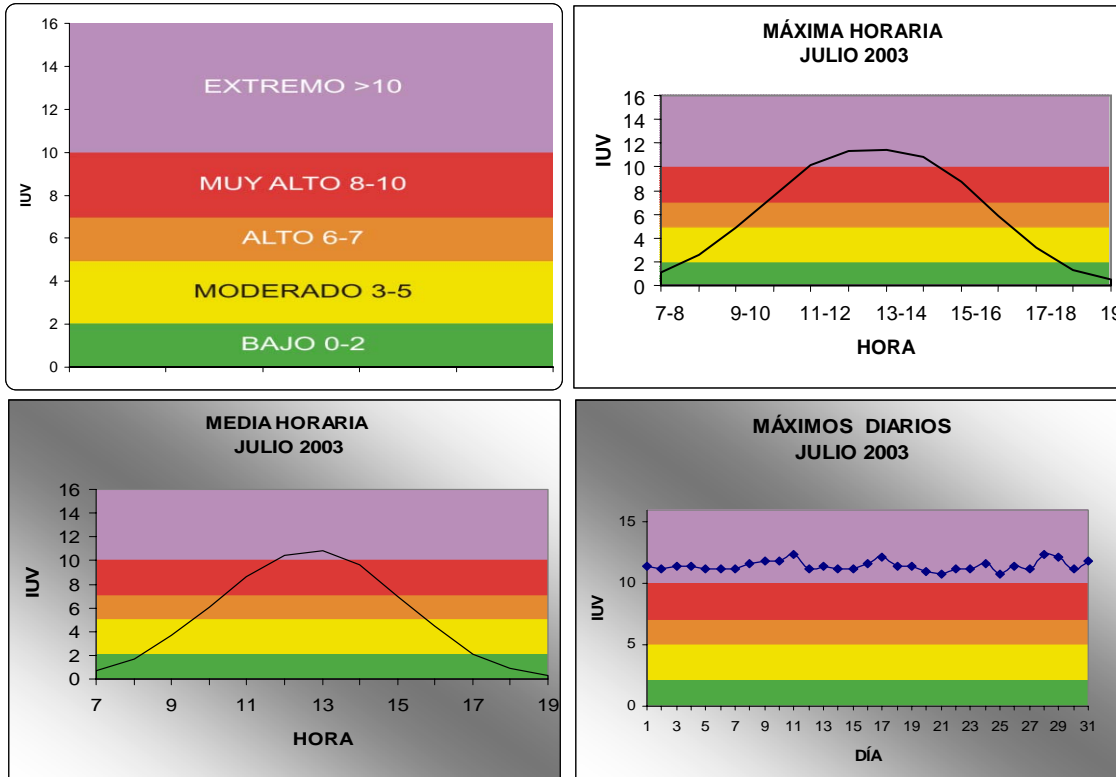 16
14
12
10
8
6
4
2
0
IUV
EXTREMO >10
MUY ALTO 8-10
ALTO 6-7
MODERADO 3-5
BAJO 0-2
MÁXIMA HORARIA
JULIO 2003
16
14
12
10
8
6
4
2
0
IUV
7-8 9-10 11-12 13-14 15-16 17-18 19
HORA
MEDIA HORARIA
JULIO 2003
16
14
12
10
8
6
4
2
0
IUV
7 9 11 13 15 17 19
HORA
MÁXIMOS DIARIOS
JULIO 2003
15
10
5
0
IUV
1 3 5 7 9 11 13 15 17 19 21 23 25 27 29 31
DÍA